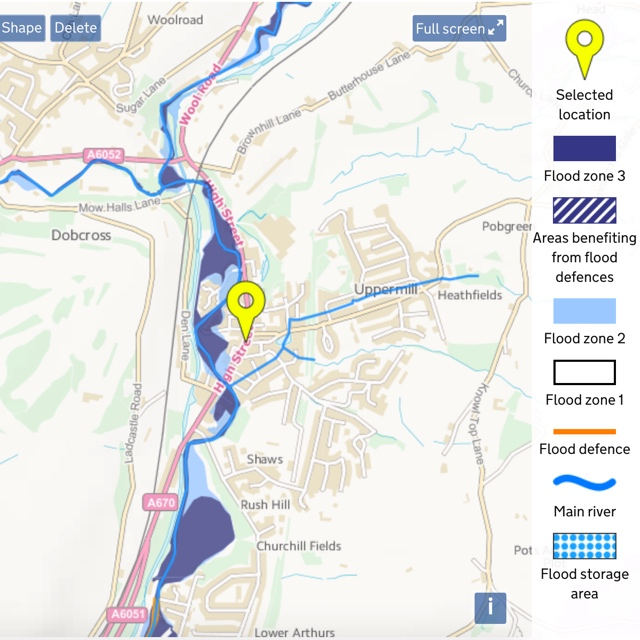 Shape
Delete
Woolroad
Full screen
Head
Selected
location
Flood zone 3
Areas benefiting
from flood
defences
Flood zone 2
Flood zone 1
Flood defence
Main river
Flood storage
area
Sugar Lane
Wool Road
Butterhouse Lane
Brownhill Lane
A6052
High Street
Mow Halls Lane
Dobcross
Pobgreen
Uppermill
Heathfields
Den Lane
High Street
Ladcastle Road
Knowl Top Lane
Shaws
A670
Rush Hill
Churchill Fields
A6051
i
Lower Arthurs